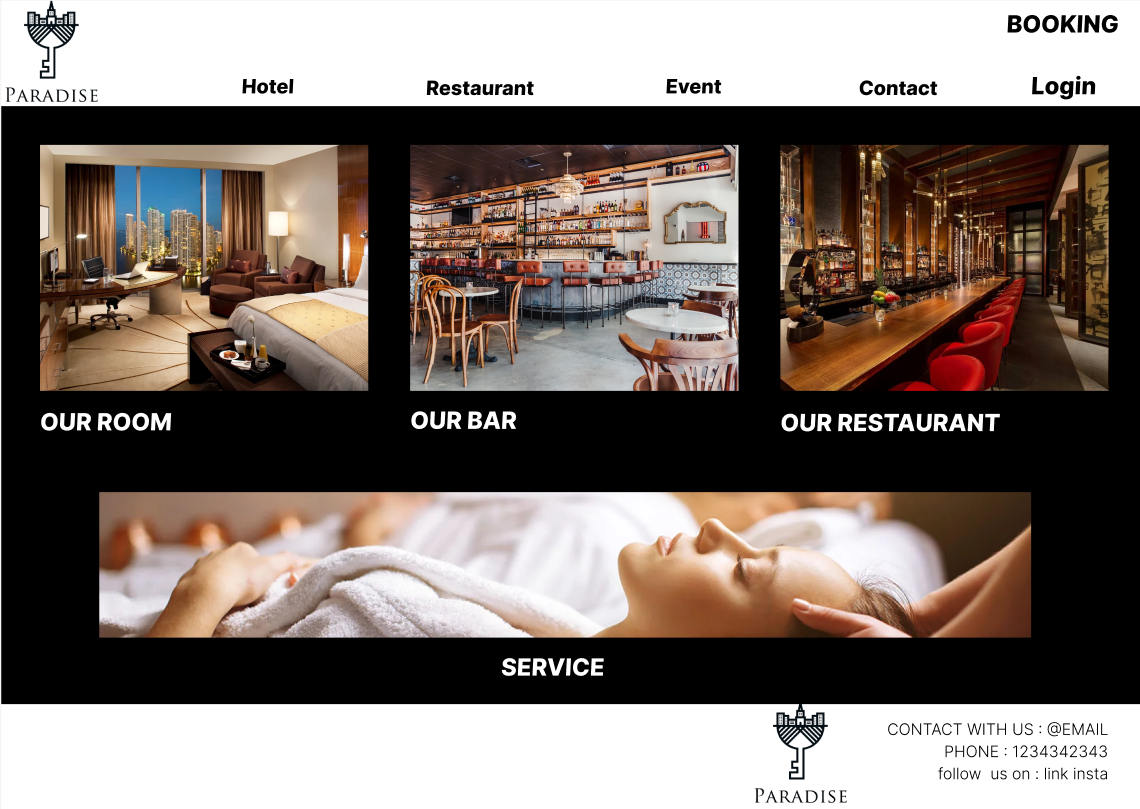 BOOKING
PARADISE
Hotel Restaurant Event Contact Login
OUR ROOM OUR BAR OUR RESTAURANT
SERVICE
PARADISE
CONTACT WITH US : @EMAIL
PHONE : 1234342343
follow us on : link insta